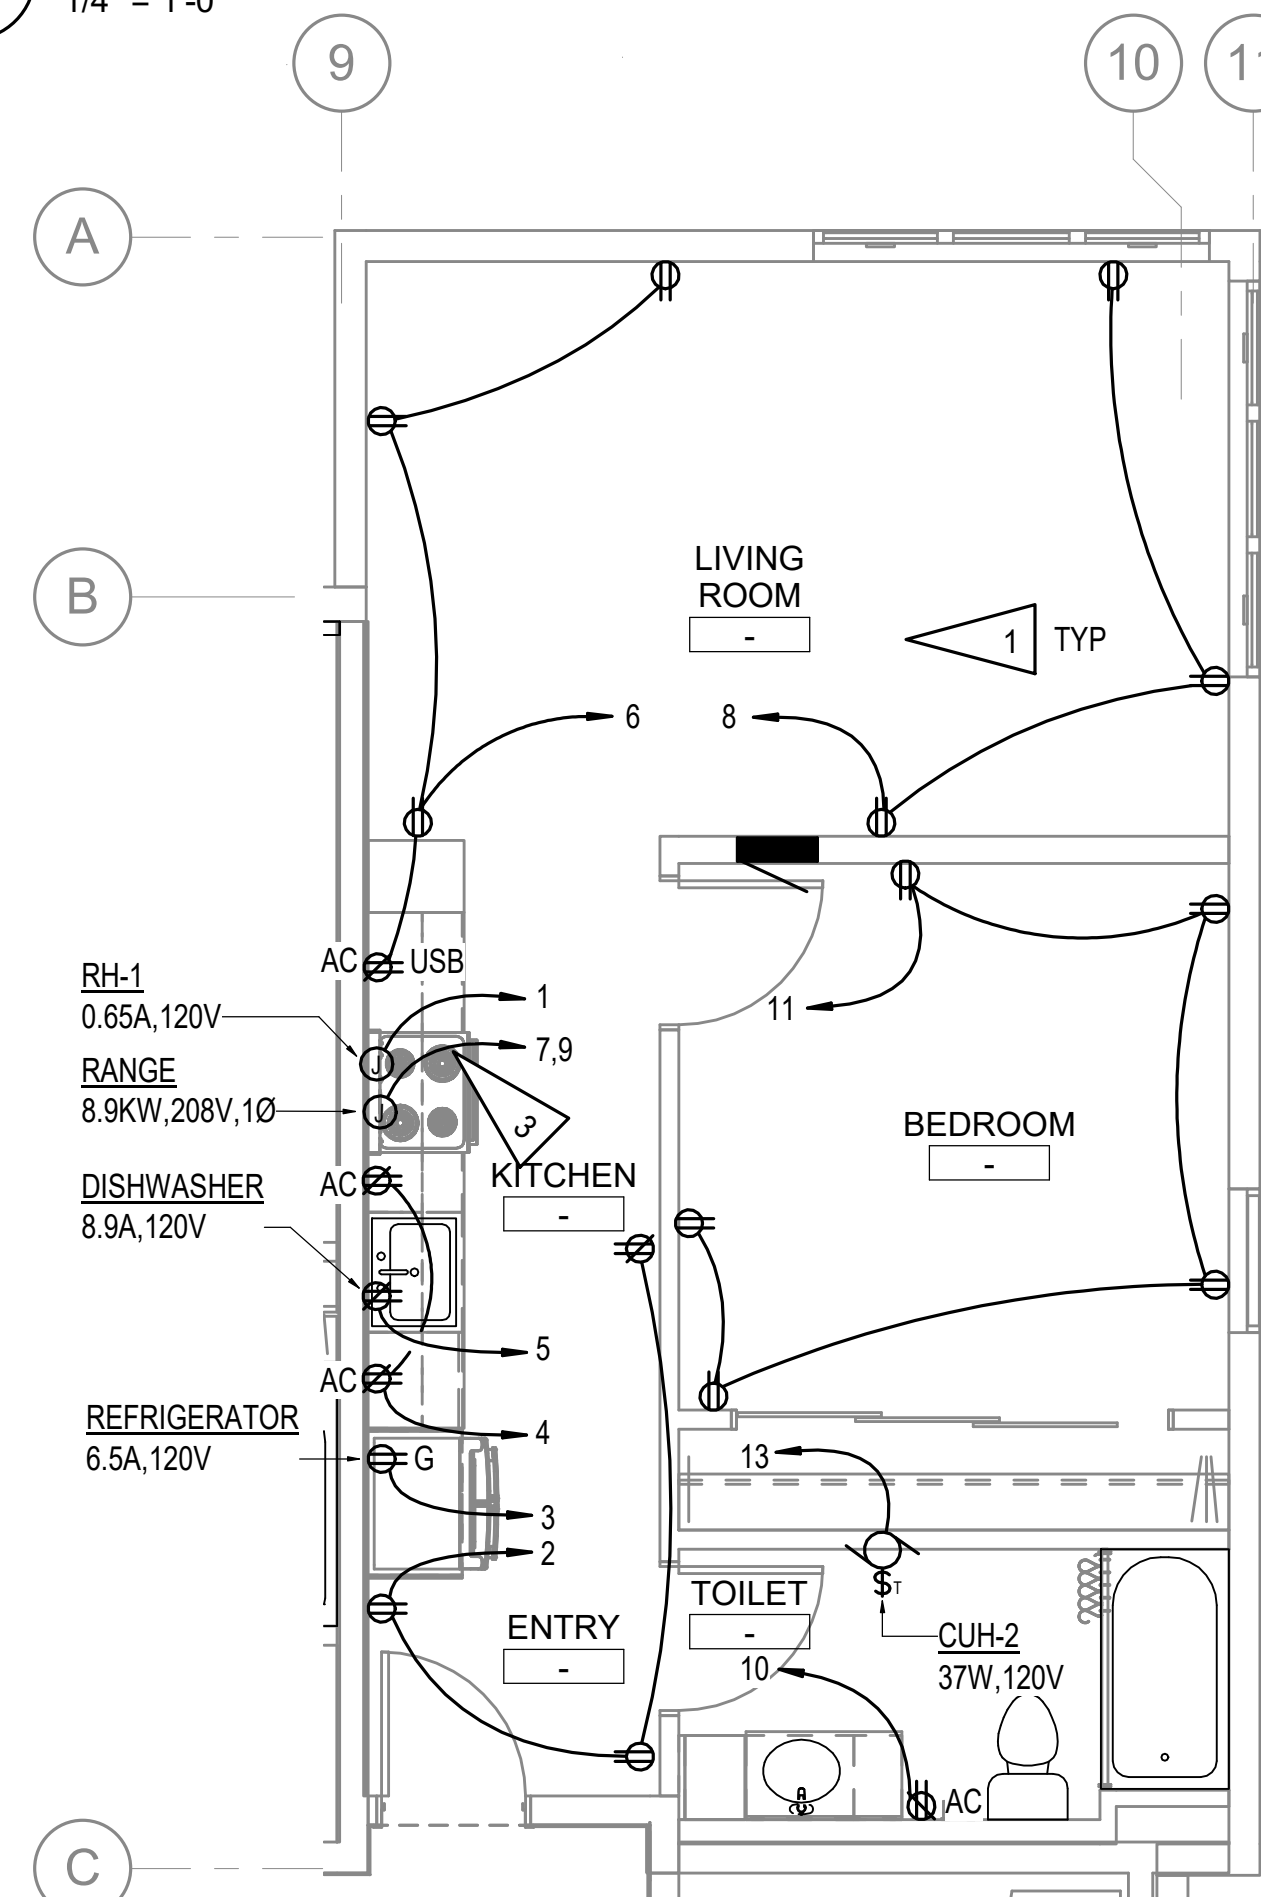 1/4" = 1'-0"
9
10
11
A
B
LIVING
ROOM
-
1
TYP
6
8
AC
USB
RH-1
0.65A,120V
1
11
7,9
RANGE
8.9KW,208V,1Ø
J
J
3
BEDROOM
-
KITCHEN
-
AC
DISHWASHER
8.9A,120V
5
AC
REFRIGERATOR
6.5A,120V
4
G
13
3
2
$T
TOILET
-
ENTRY
-
CUH-2
37W,120V
10
AC
C